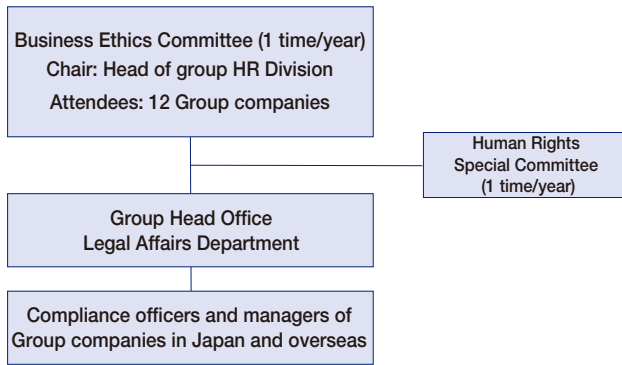 Business Ethics Committee (1 time/year)
Chair: Head of group HR Division
Attendees: 12 Group companies
Human Rights
Special Committee
(1 time/year)
Group Head Office
Legal Affairs Department
Compliance officers and managers of
Group companies in Japan and overseas